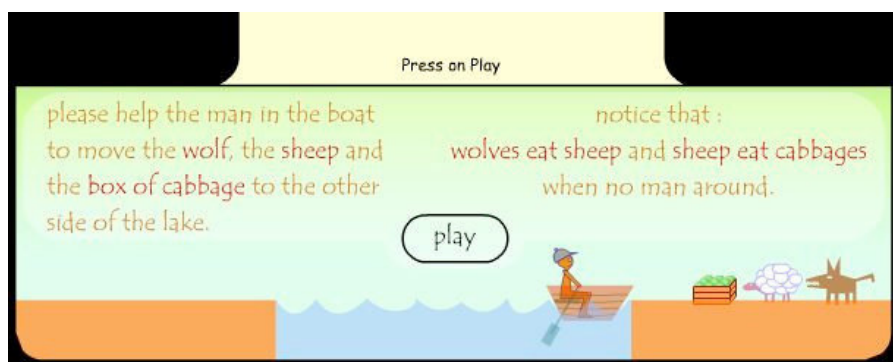 Press on Play
please help the man in the boat
to move the wolf, the sheep and
the box of cabbage to the other
side of the lake.
notice that :
wolves eat sheep and sheep eat cabbages
when no man around.
play